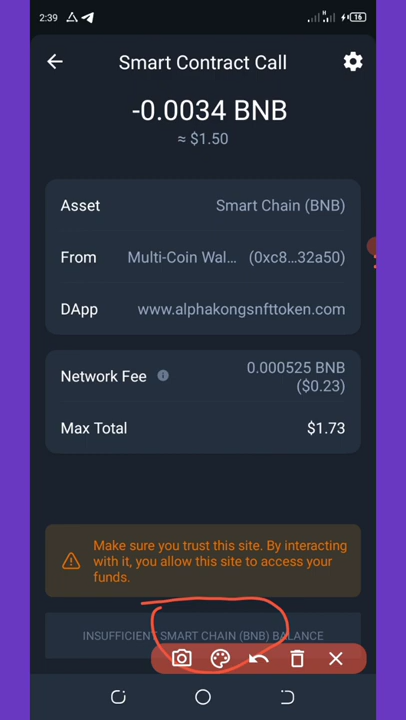 2:39
16
Smart Contract Call
-0.0034 BNB
≈ $1.50
Asset Smart Chain (BNB)
From Multi-Coin Wal... (0xc8...32a50)
DApp www.alphakongsnfttoken.com
Network Fee 0.000525 BNB
($0.23)
Max Total $1.73
Make sure you trust this site. By interacting
with it, you allow this site to access your
funds.
INSUFFICIENT SMART CHAIN (BNB) BALANCE